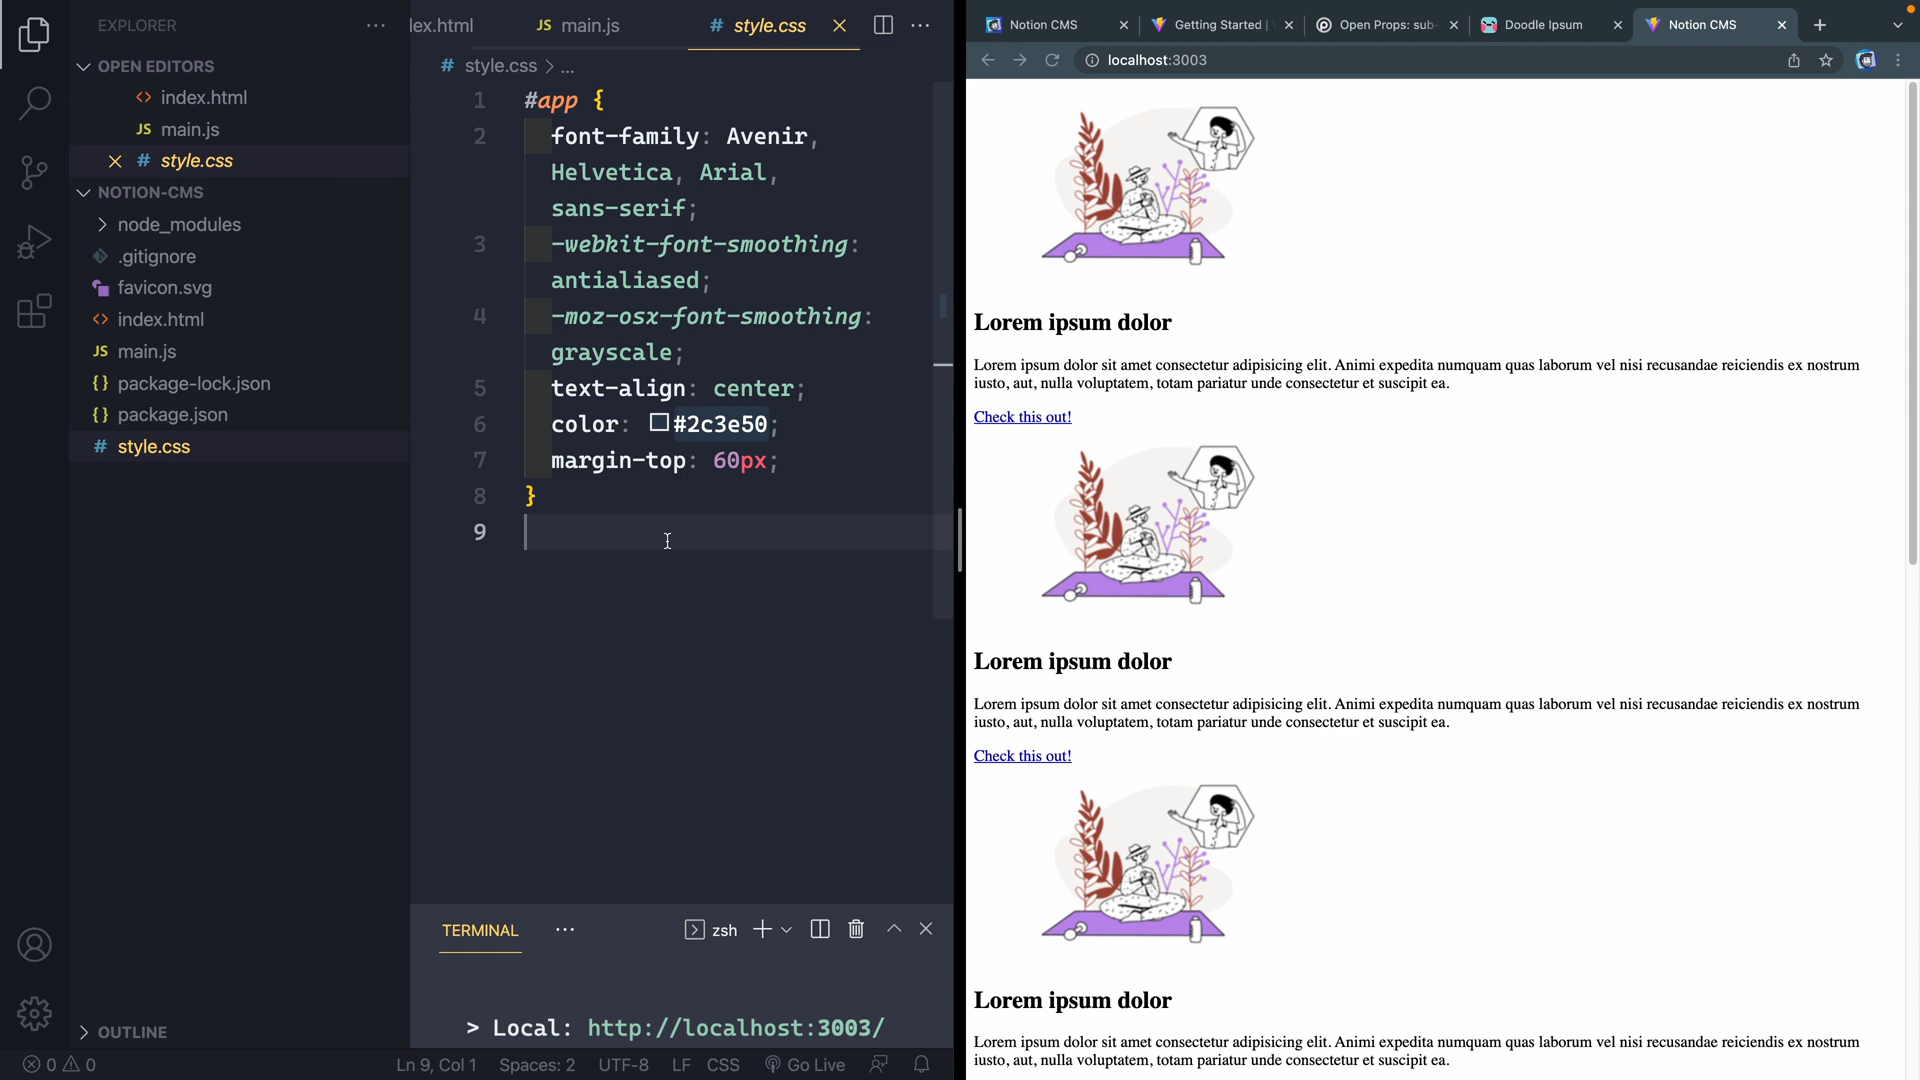 EXPLORER
OPEN EDITORS
index.html
JS main.js
# style.css
NOTION-CMS
node_modules
.gitignore
favicon.svg
index.html
JS main.js
{} package-lock.json
{} package.json
# style.css
OUTLINE
ex.html
JS main.js
# style.css
# style.css > ...
1 #app {
2 font-family: Avenir,
Helvetica, Arial,
sans-serif;
3 -webkit-font-smoothing:
antialiased;
4 -moz-osx-font-smoothing:
grayscale;
5 text-align: center;
6 color: #2c3e50;
7 margin-top: 60px;
8 }
9
TERMINAL
zsh
> Local: http://localhost:3003/
0 0
Ln 9, Col 1
Spaces: 2
UTF-8
LF
CSS
Go Live
Notion CMS
Getting Started |
Open Props: sub
Doodle Ipsum
Notion CMS
localhost:3003
Lorem ipsum dolor
Lorem ipsum dolor sit amet consectetur adipisicing elit. Animi expedita numquam quas laborum vel nisi recusandae reiciendis ex nostrum
iusto, aut, nulla voluptatem, totam pariatur unde consectetur et suscipit ea.
Check this out!
Lorem ipsum dolor
Lorem ipsum dolor sit amet consectetur adipisicing elit. Animi expedita numquam quas laborum vel nisi recusandae reiciendis ex nostrum
iusto, aut, nulla voluptatem, totam pariatur unde consectetur et suscipit ea.
Check this out!
Lorem ipsum dolor
Lorem ipsum dolor sit amet consectetur adipisicing elit. Animi expedita numquam quas laborum vel nisi recusandae reiciendis ex nostrum
iusto, aut, nulla voluptatem, totam pariatur unde consectetur et suscipit ea.